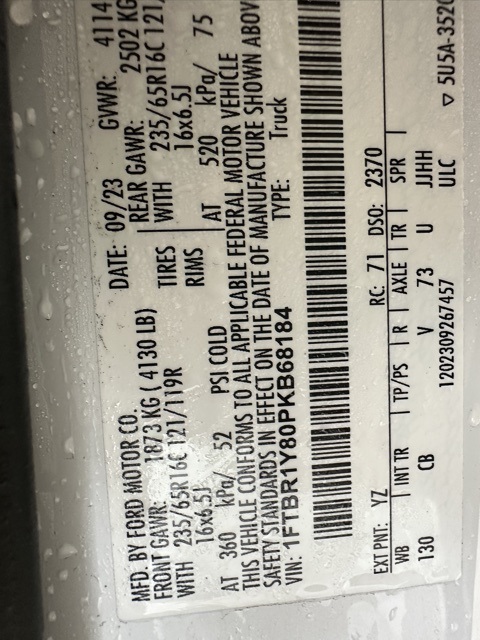 MFD. BY FORD MOTOR CO. DATE: 09/23 GVWR: 4114
FRONT GAWR: 1873 KG ( 4130 LB) REAR GAWR: 2502 KG
WITH 235/65R16C 121/119R TIRES WITH 235/65R16C 121/
16x6.5J RIMS 16x6.5J
AT 360 kPa/ 52 PSI COLD AT 520 kPa/ 75
THIS VEHICLE CONFORMS TO ALL APPLICABLE FEDERAL MOTOR VEHICLE
SAFETY STANDARDS IN EFFECT ON THE DATE OF MANUFACTURE SHOWN ABOV
VIN: 1FTBR1Y80PKB68184 TYPE: Truck
EXT PNT: YZ RC: 71 DSO: 2370
WB INT TR TP/PS R AXLE TR SPR
130 CB V 73 U JJHH
1202309267457 ULC
▽ 5U5A-3520